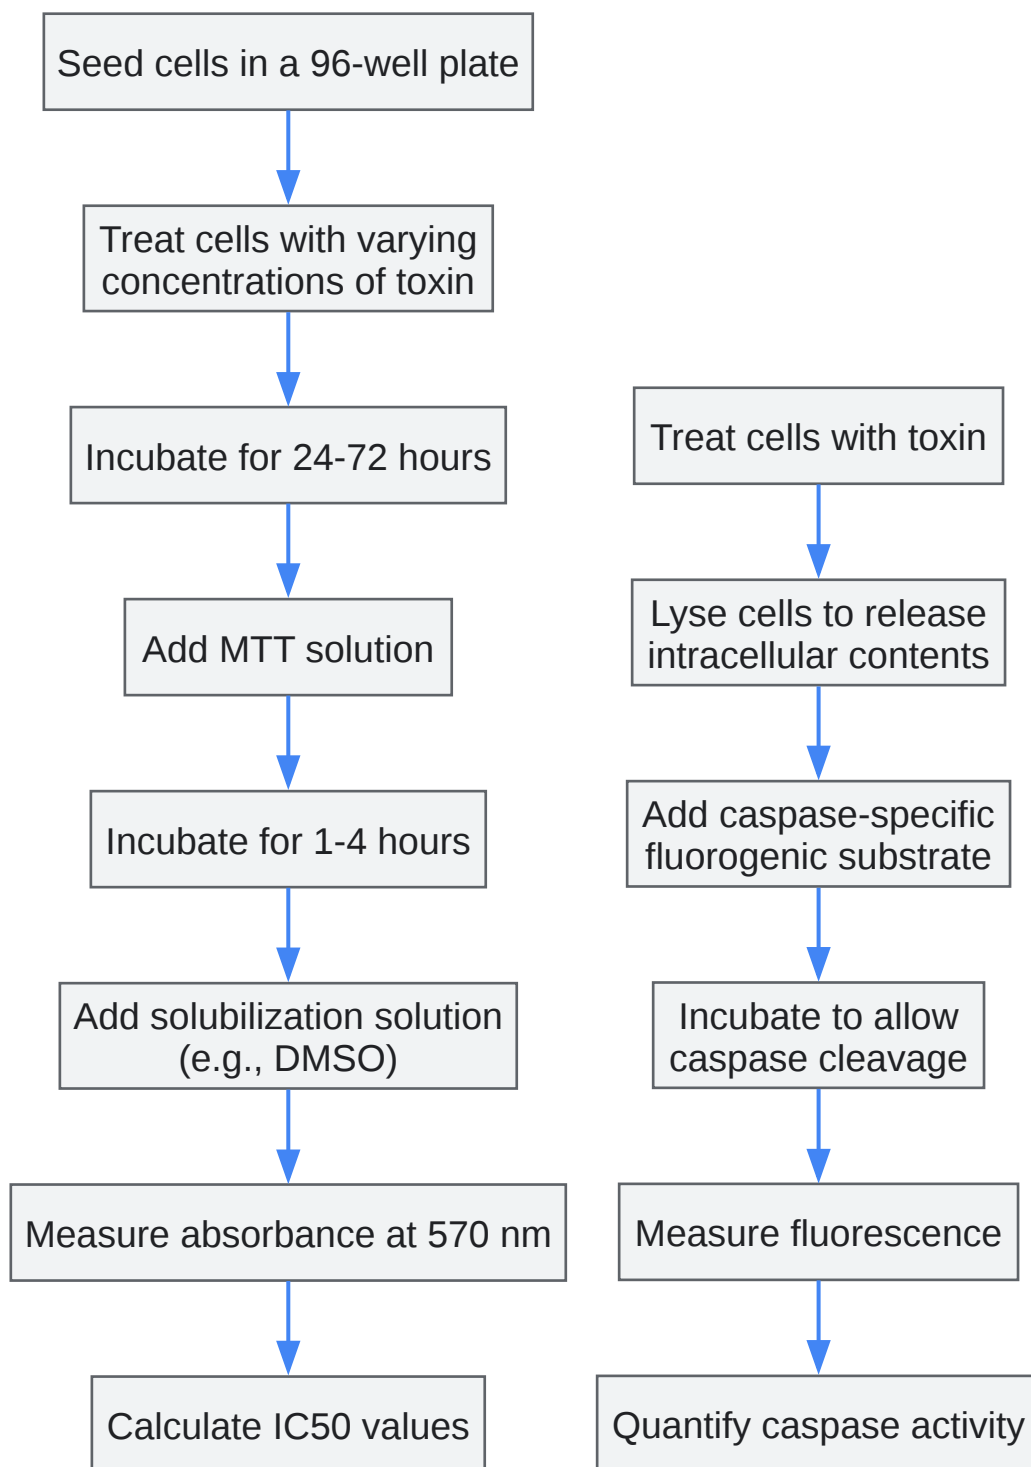 Seed cells in a 96-well plate
Treat cells with varying
concentrations of toxin
Incubate for 24-72 hours
Add MTT solution
Incubate for 1-4 hours
Add solubilization solution
(e.g., DMSO)
Measure absorbance at 570 nm
Calculate IC50 values
Treat cells with toxin
Lyse cells to release
intracellular contents
Add caspase-specific
fluorogenic substrate
Incubate to allow
caspase cleavage
Measure fluorescence
Quantify caspase activity